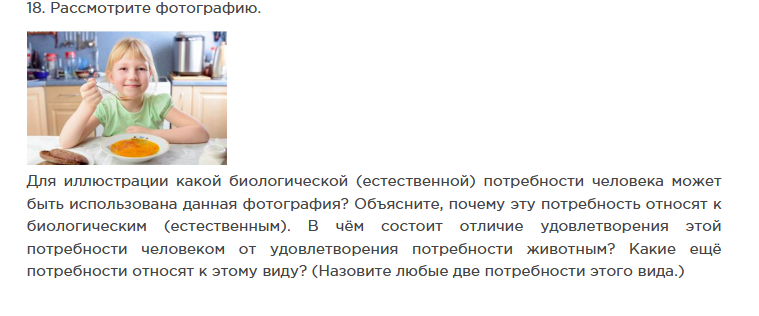 18. Рассмотрите фотографию.
Для иллюстрации какой биологической (естественной) потребности человека может
быть использована данная фотография? Объясните, почему эту потребность относят к
биологическим (естественным). В чём состоит отличие удовлетворения этой
потребности человеком от удовлетворения потребности животным? Какие ещё
потребности относят к этому виду? (Назовите любые две потребности этого вида.)